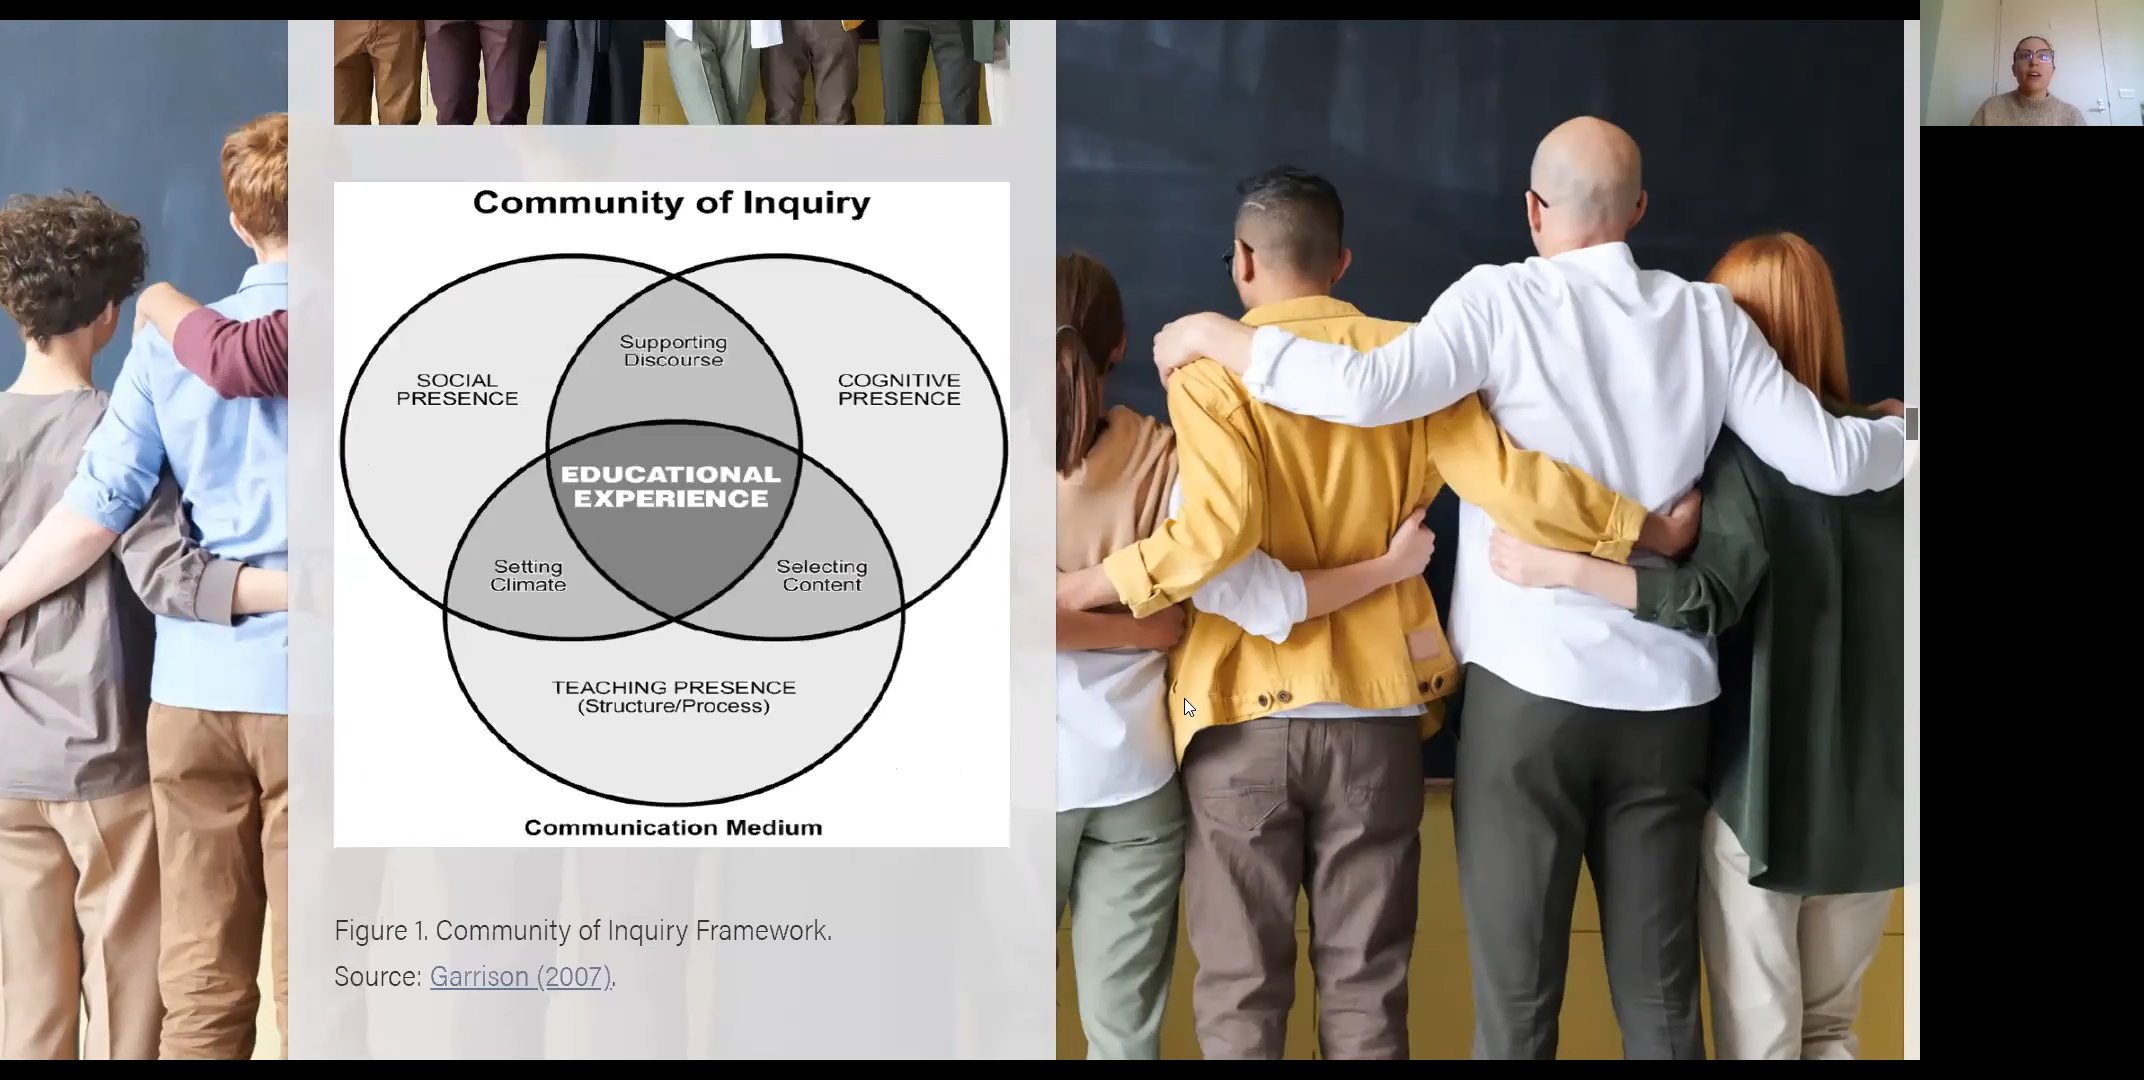 Community of Inquiry
Supporting
Discourse
SOCIAL
PRESENCE
COGNITIVE
PRESENCE
EDUCATIONAL
EXPERIENCE
Setting
Climate
Selecting
Content
TEACHING PRESENCE
(Structure/Process)
Communication Medium
Figure 1. Community of Inquiry Framework.
Source: Garrison (2007).